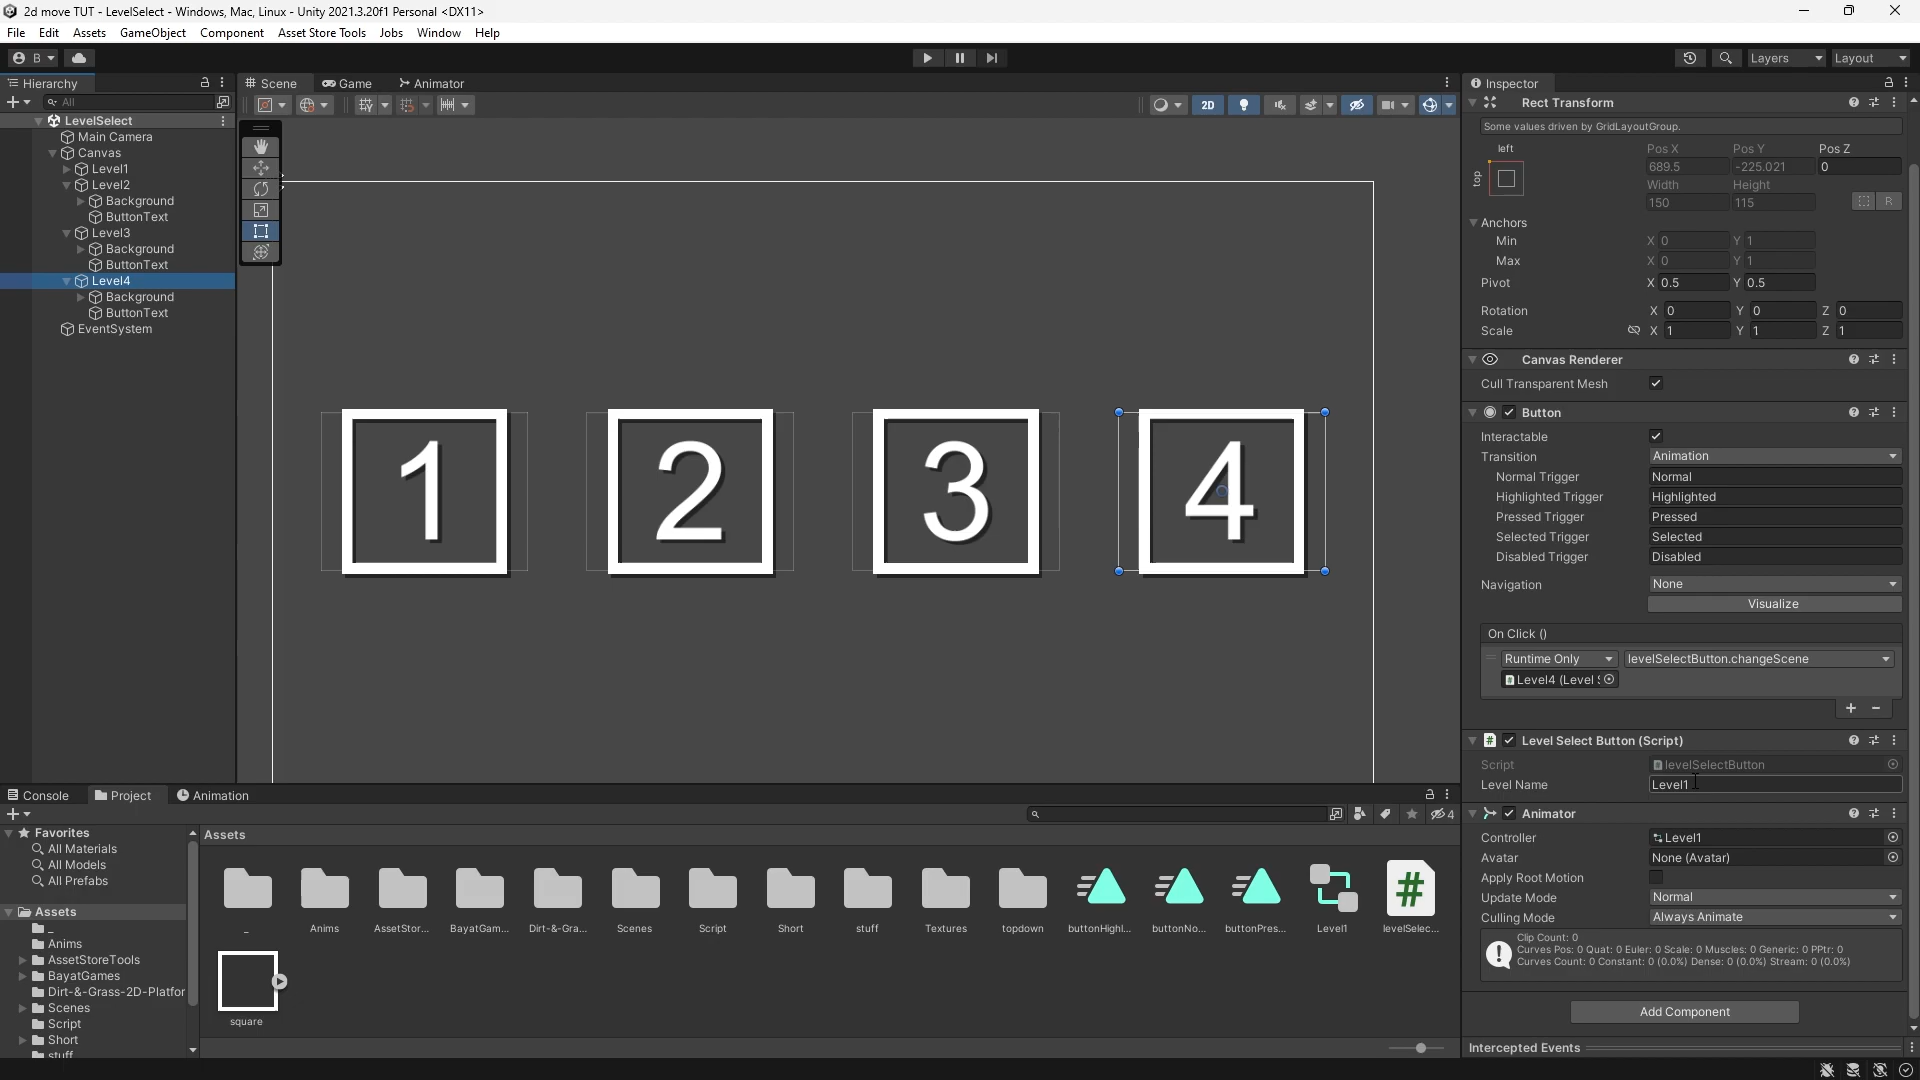 2d move TUT - LevelSelect - Windows, Mac, Linux - Unity 2021.3.20f1 Personal <DX11>
File Edit Assets GameObject Component Asset Store Tools Jobs Window Help
B
Layers
Layout
Hierarchy
All
LevelSelect
Main Camera
Canvas
Level1
Level2
Background
ButtonText
Level3
Background
ButtonText
Level4
Background
ButtonText
EventSystem
Scene Game Animator
2D
1 2 3 4
Inspector
Rect Transform
Some values driven by GridLayoutGroup.
left
top
Pos X Pos Y Pos Z
689.5 -225.021 0
Width Height
150 115
R
Anchors
Min X 0 Y 1
Max X 0 Y 1
Pivot X 0.5 Y 0.5
Rotation X 0 Y 0 Z 0
Scale X 1 Y 1 Z 1
Canvas Renderer
Cull Transparent Mesh
Button
Interactable
Transition Animation
Normal Trigger Normal
Highlighted Trigger Highlighted
Pressed Trigger Pressed
Selected Trigger Selected
Disabled Trigger Disabled
Navigation None
Visualize
On Click ()
Runtime Only levelSelectButton.changeScene
Level4 (Level
+ -
Level Select Button (Script)
Script levelSelectButton
Level Name Level1
Animator
Controller Level1
Avatar None (Avatar)
Apply Root Motion
Update Mode Normal
Culling Mode Always Animate
Clip Count: 0
Curves Pos: 0 Quat: 0 Euler: 0 Scale: 0 Muscles: 0 Generic: 0 PPtr: 0
Curves Count: 0 Constant: 0 (0.0%) Dense: 0 (0.0%) Stream: 0 (0.0%)
Add Component
Intercepted Events
Console Project Animation
4
Favorites
All Materials
All Models
All Prefabs
Assets
_
Anims
AssetStoreTools
BayatGames
Dirt-&-Grass-2D-Platfor
Scenes
Script
Short
stuff
Assets
_ Anims AssetStor... BayatGam... Dirt-&-Gra... Scenes Script Short stuff Textures topdown buttonHighl... buttonNo... buttonPres... Level1 levelSelec...
#
square